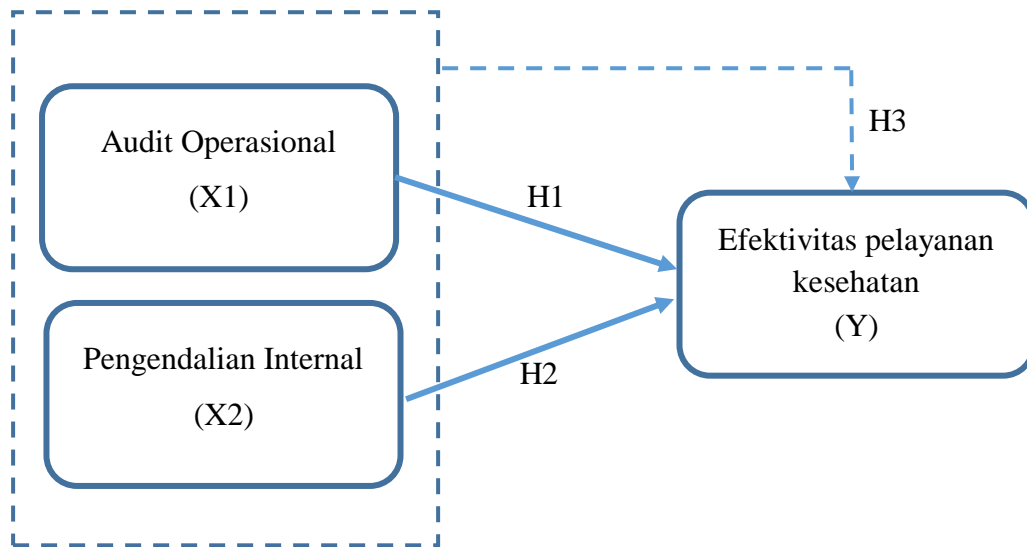 Audit Operasional
(X1)
H1
H3
Efektivitas pelayanan
kesehatan
(Y)
Pengendalian Internal
(X2)
H2